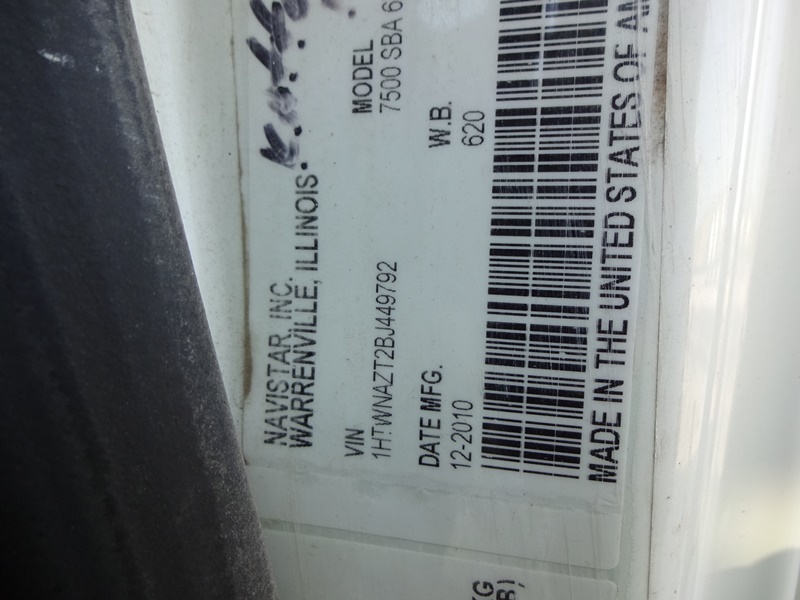 NAVISTAR, INC.
WARRENVILLE, ILLINOIS
VIN
1HTWNAZT2BJ449792
MODEL
7500 SBA 6
DATE MFG.
12-2010
W.B.
620
MADE IN THE UNITED STATES OF AM
KG
B)